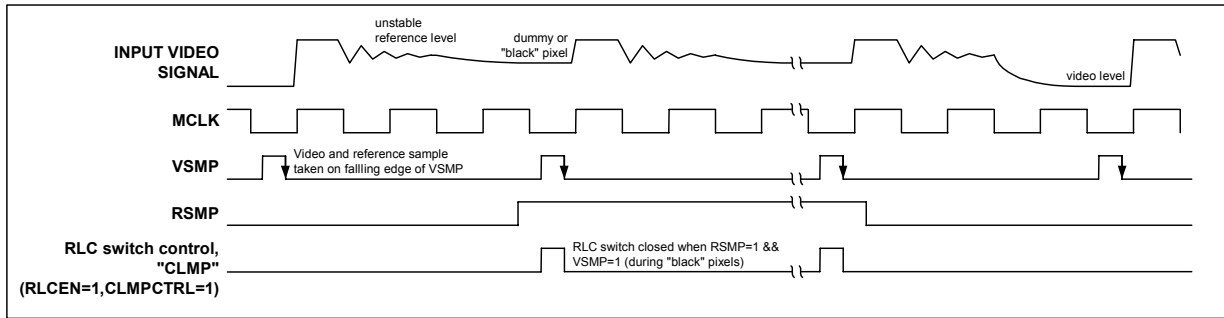 unstable
reference level
dummy or
"black" pixel
INPUT VIDEO
SIGNAL
video level
MCLK
VSMP
Video and reference sample
taken on fallling edge of VSMP
RSMP
RLC switch control,
"CLMP"
(RLCEN=1,CLMPCTRL=1)
RLC switch closed when RSMP=1 &&
VSMP=1 (during "black" pixels)